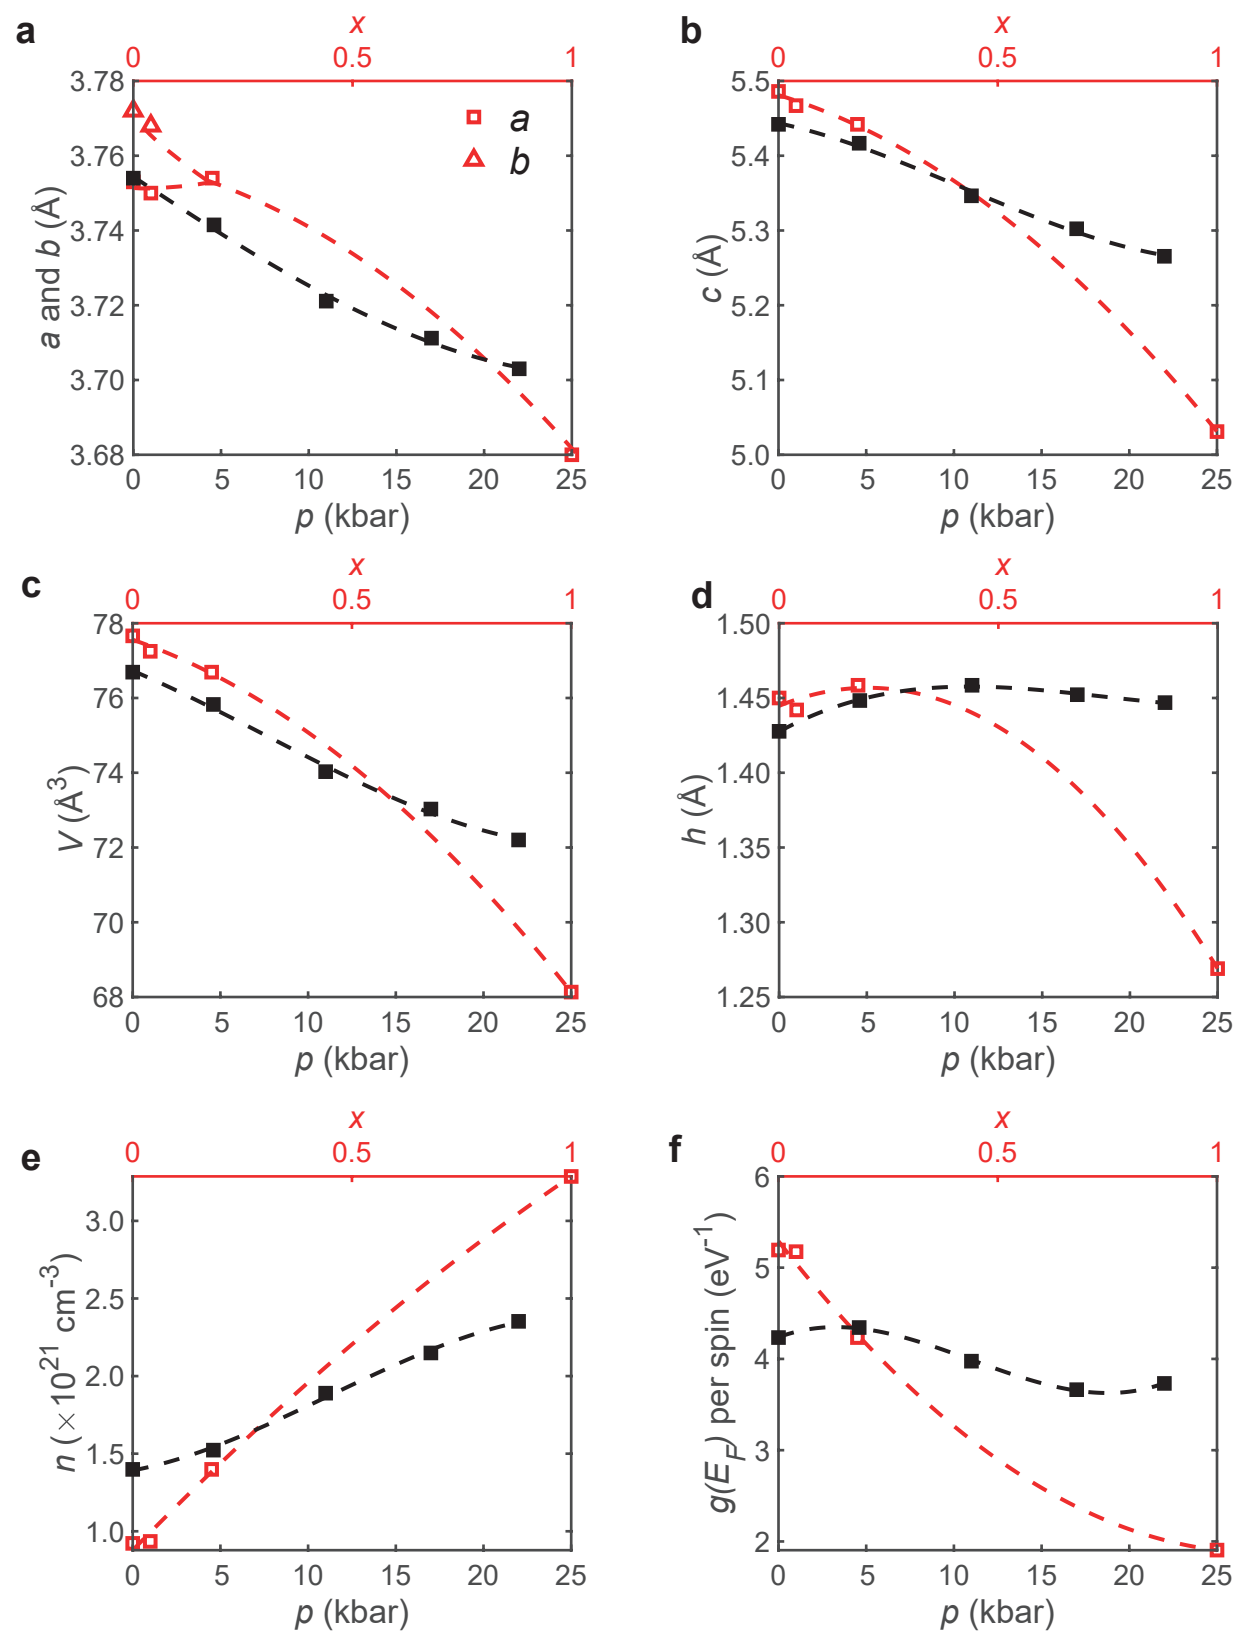 a
x
0 0.5 1
3.78
3.76
3.74
3.72
3.70
3.68
a and b (Å)
a
b
0 5 10 15 20 25
p (kbar)
b
x
0 0.5 1
5.5
5.4
5.3
5.2
5.1
5.0
c (Å)
0 5 10 15 20 25
p (kbar)
c
x
0 0.5 1
78
76
74
72
70
68
V (Å³)
0 5 10 15 20 25
p (kbar)
d
x
0 0.5 1
1.50
1.45
1.40
1.35
1.30
1.25
h (Å)
0 5 10 15 20 25
p (kbar)
e
x
0 0.5 1
3.0
2.5
2.0
1.5
1.0
n (×10²¹ cm⁻³)
0 5 10 15 20 25
p (kbar)
f
x
0 0.5 1
6
5
4
3
2
g(E_F) per spin (eV⁻¹)
0 5 10 15 20 25
p (kbar)